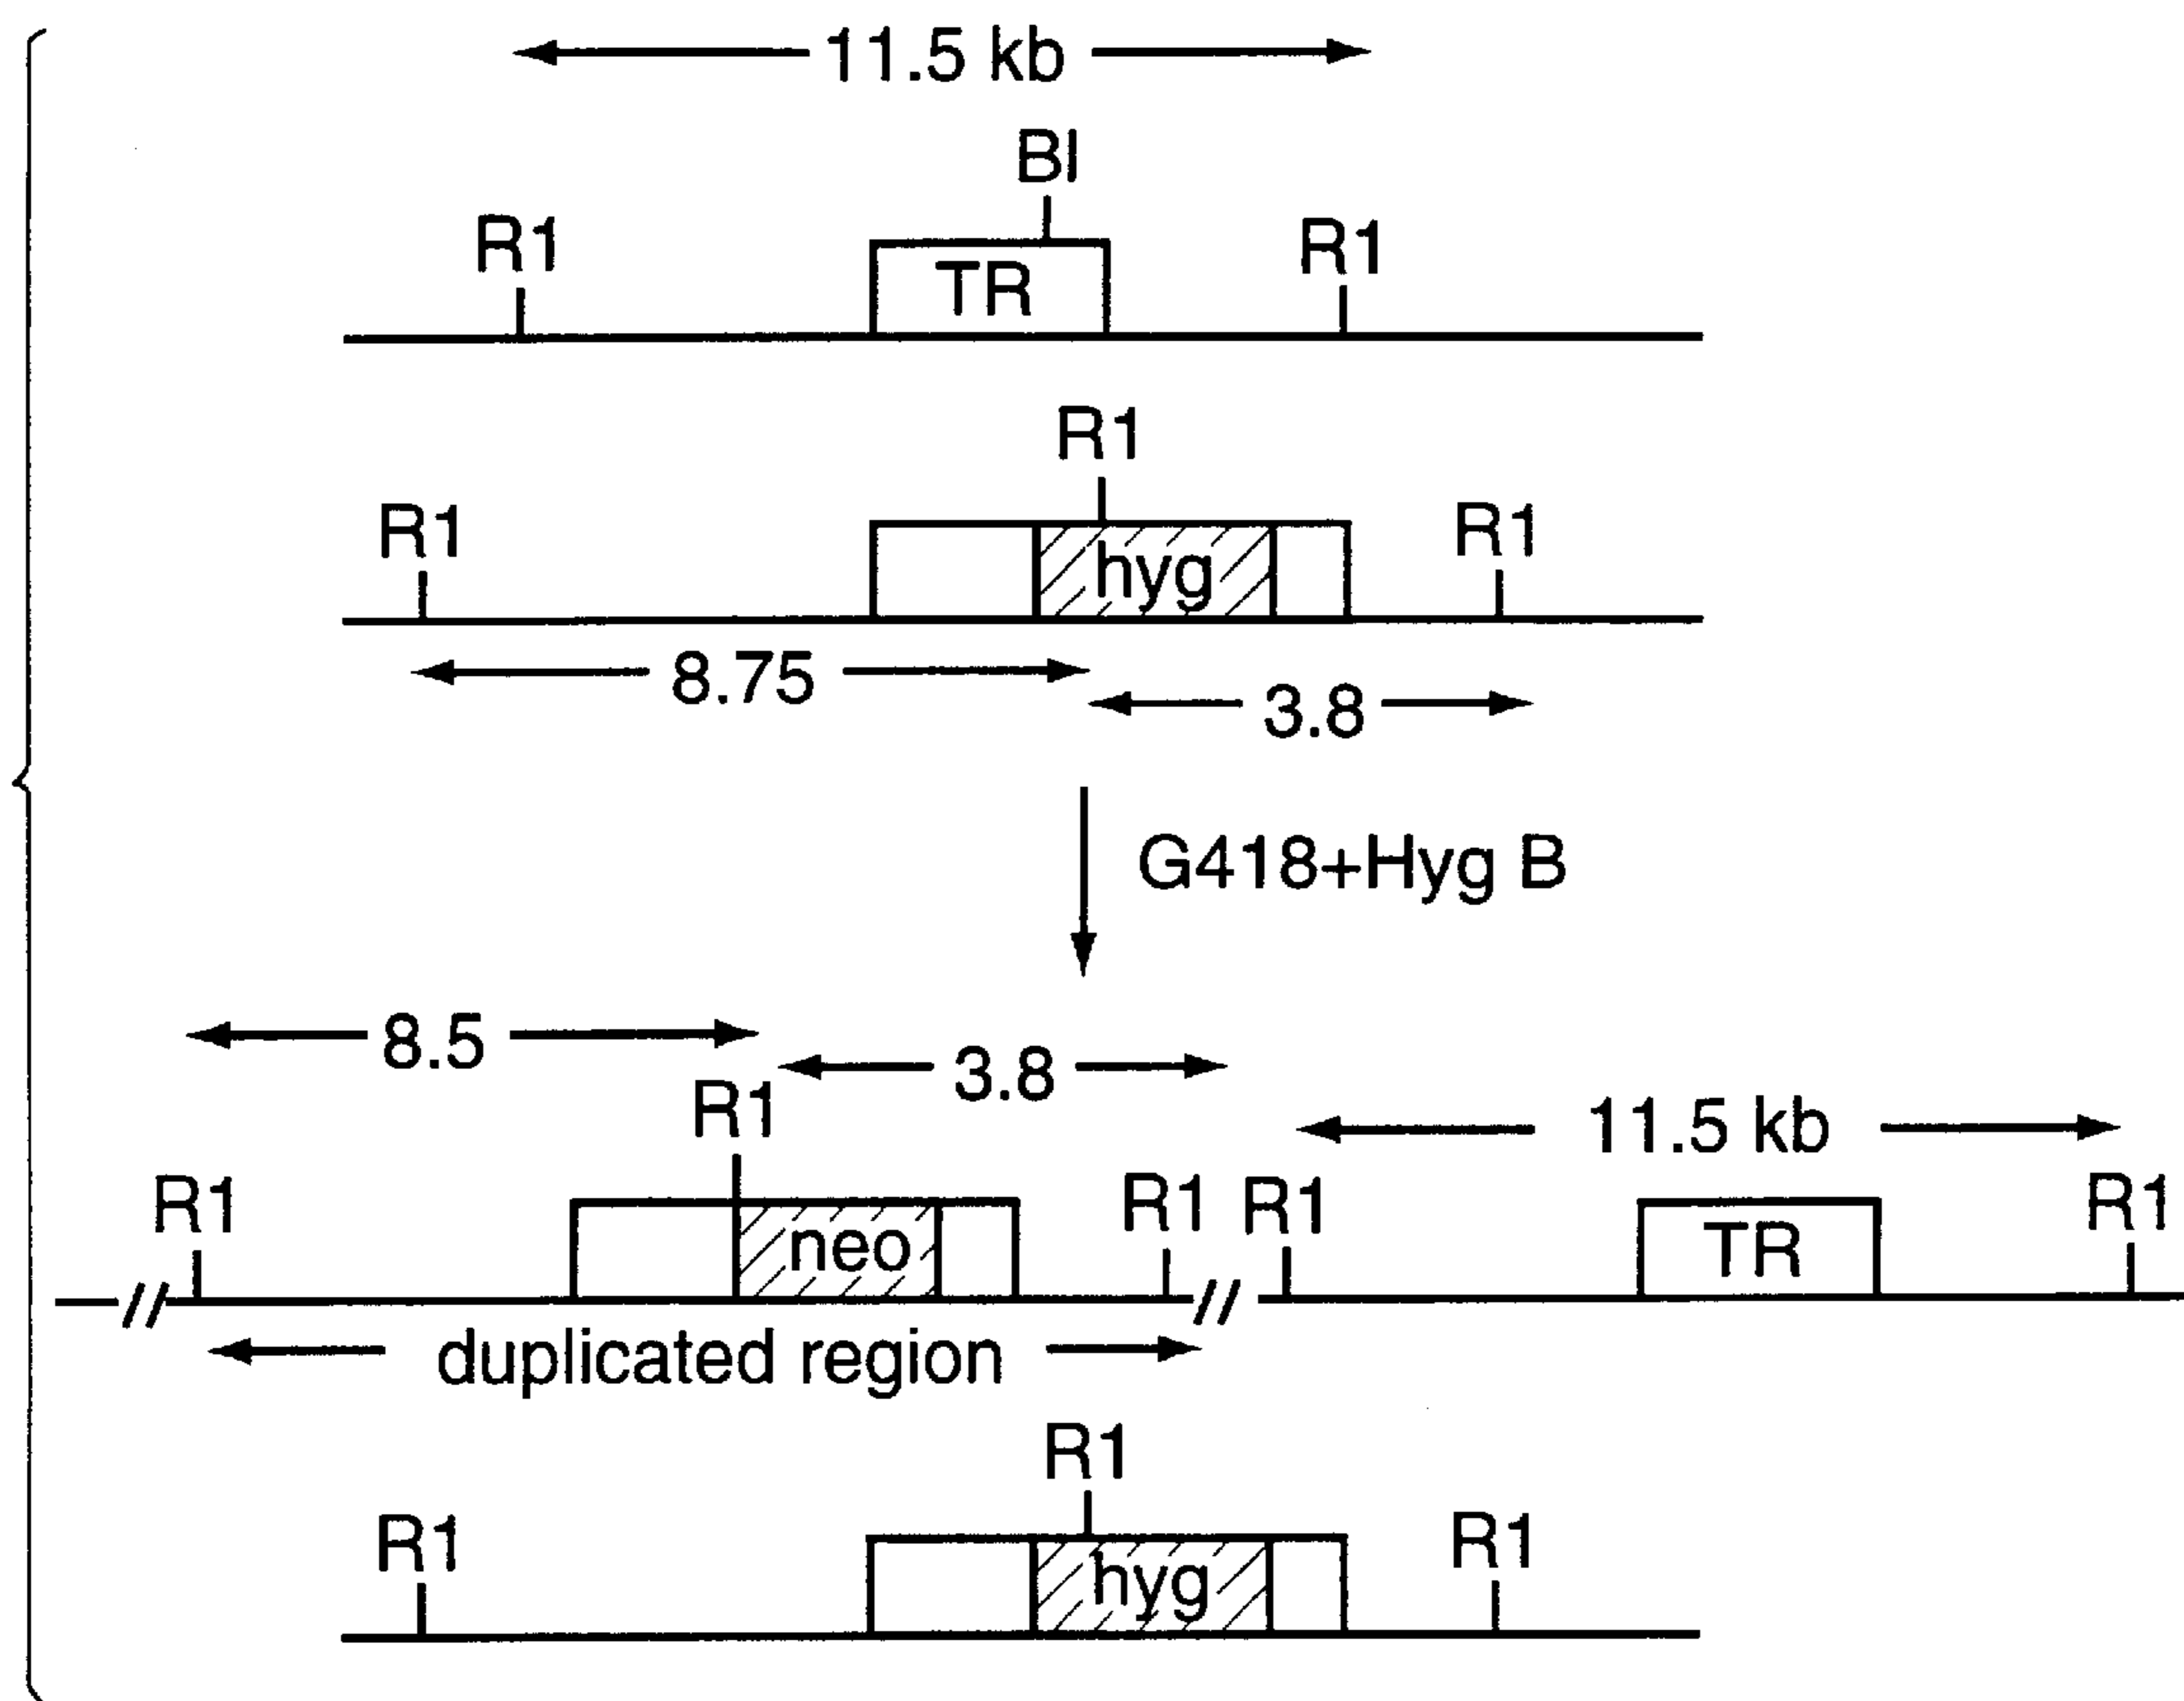 11.5 kb
BI
R1 TR R1
R1
R1 hyg R1
8.75
3.8
G418+Hyg B
8.5
3.8
R1
11.5 kb
R1 neo R1 R1 TR R1
duplicated region
R1
R1 hyg R1